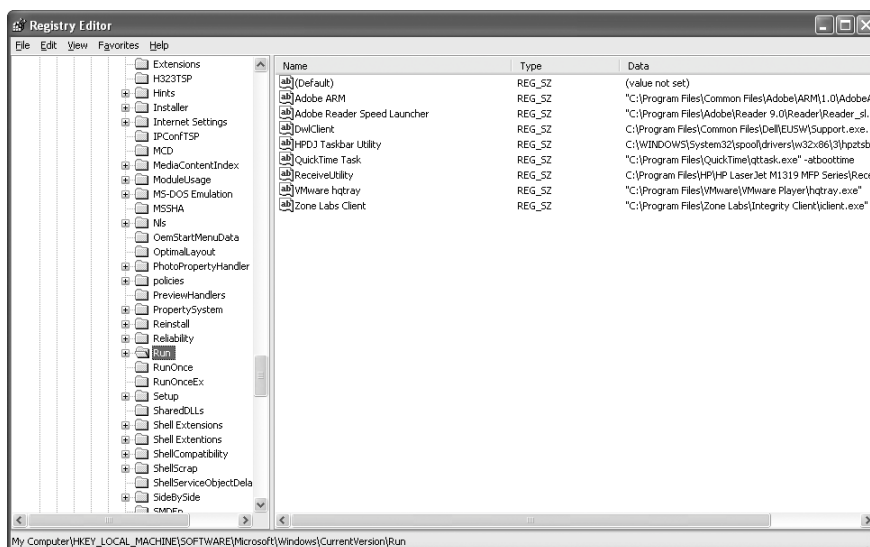 Registry Editor
File Edit View Favorites Help
Extensions
H323TSP
Hints
Installer
Internet Settings
IPConfTSP
MCD
MediaContentIndex
ModuleUsage
MS-DOS Emulation
MSSHA
Nls
OemStartMenuData
OptimalLayout
PhotoPropertyHandler
policies
PreviewHandlers
PropertySystem
Reinstall
Reliability
Run
RunOnce
RunOnceEx
Setup
SharedDLLs
Shell Extensions
Shell Extentions
ShellCompatibility
ShellScrap
ShellServiceObjectDela
SideBySide
Name Type Data
(Default) REG_SZ (value not set)
Adobe ARM REG_SZ "C:\Program Files\Common Files\Adobe\ARM\1.0\AdobeA
Adobe Reader Speed Launcher REG_SZ "C:\Program Files\Adobe\Reader 9.0\Reader\Reader_sl.
DwlClient REG_SZ C:\Program Files\Common Files\Dell\EUSW\Support.exe.
HPDJ Taskbar Utility REG_SZ C:\WINDOWS\System32\spool\drivers\w32x86\3\hpztsb
QuickTime Task REG_SZ "C:\Program Files\QuickTime\qttask.exe" -atboottime
ReceiveUtility REG_SZ C:\Program Files\HP\HP LaserJet M1319 MFP Series\Rece
VMware hqtray REG_SZ "C:\Program Files\VMware\VMware Player\hqtray.exe"
Zone Labs Client REG_SZ "C:\Program Files\Zone Labs\Integrity Client\iclient.exe"
My Computer\HKEY_LOCAL_MACHINE\SOFTWARE\Microsoft\Windows\CurrentVersion\Run